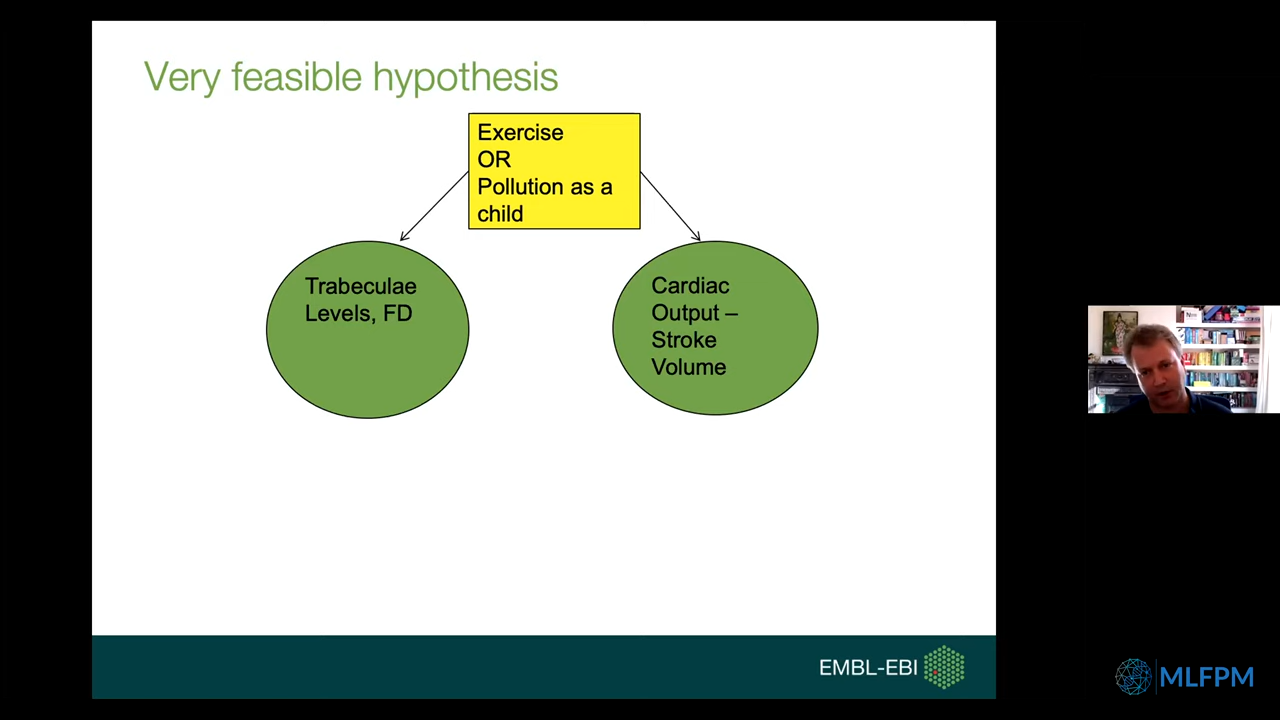 Very feasible hypothesis
Exercise
OR
Pollution as a
child
Trabeculae
Levels, FD
Cardiac
Output –
Stroke
Volume
EMBL-EBI
MLFPM